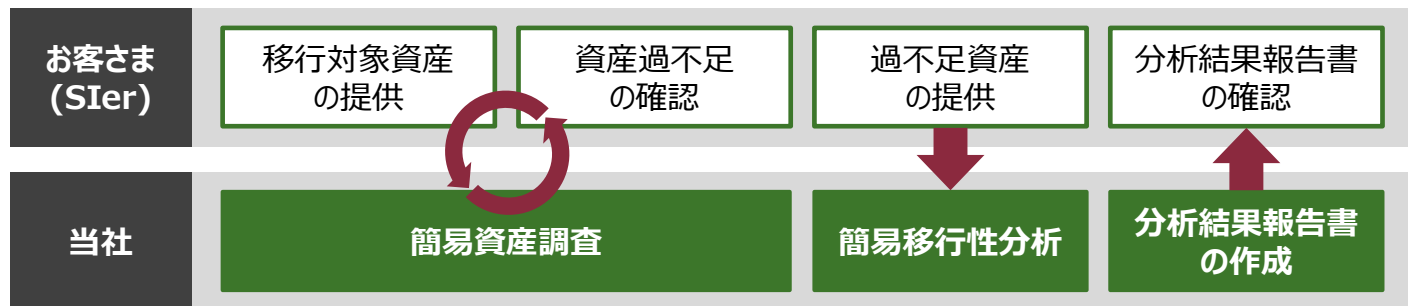 お客さま
(SIer)
移行対象資産
の提供
資産過不足
の確認
過不足資産
の提供
分析結果報告書
の確認
当社
簡易資産調査
簡易移行性分析
分析結果報告書
の作成